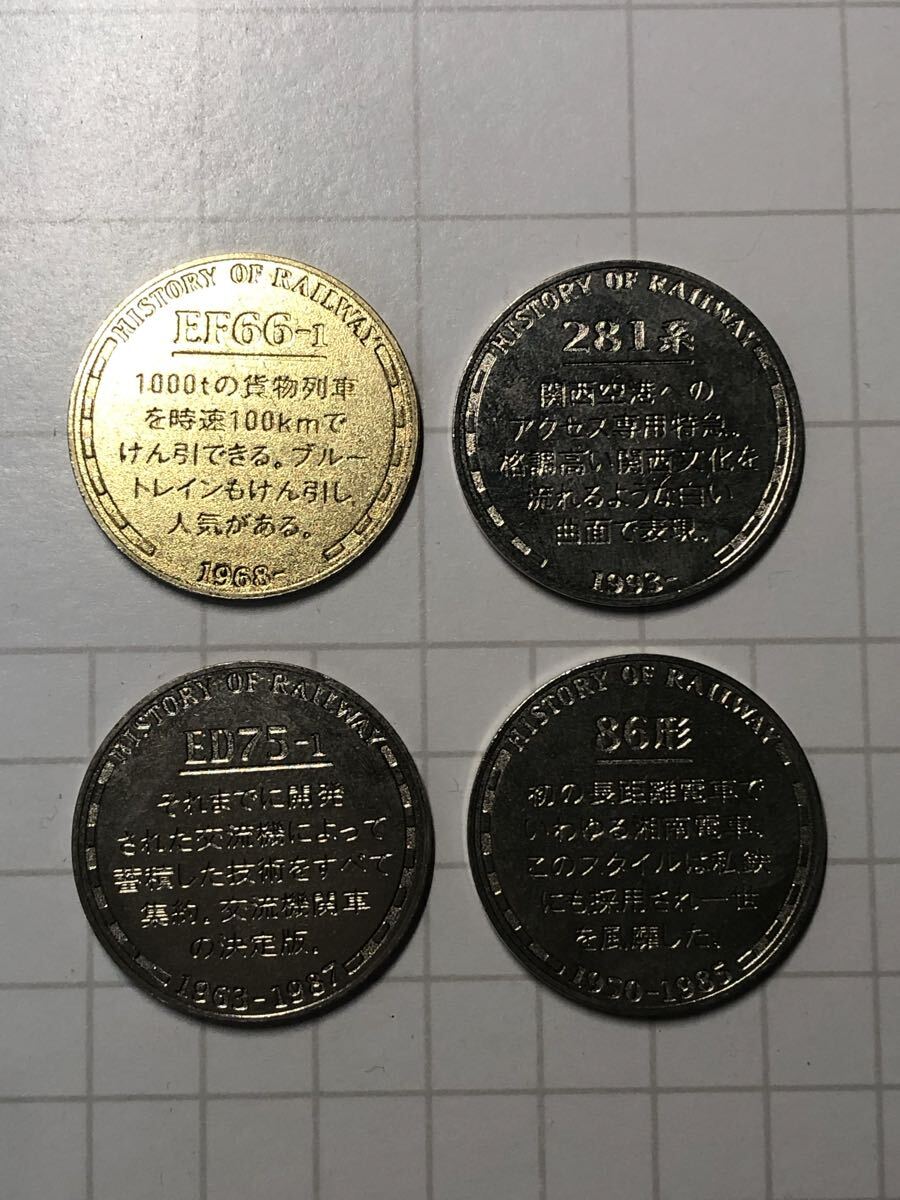 HISTORY OF RAILWAY
EF66-1
1000tの貨物列車
を時速100kmで
けん引できる。ブルー
トレインもけん引し、
人気がある。
1968-
HISTORY OF RAILWAY
281系
関西空港への
アクセス専用特急。
格調高い関西文化を
流れるような白い
曲面で表現。
1993-
HISTORY OF RAILWAY
ED75-1
それまでに開発
された交流機によって
蓄積した技術をすべて
集約。交流機関車
の決定版。
1963-1987
HISTORY OF RAILWAY
86形
初の長距離電車で
いわゆる湘南電車。
このスタイルは私鉄
にも採用され一世
を風靡した。
1950-1985